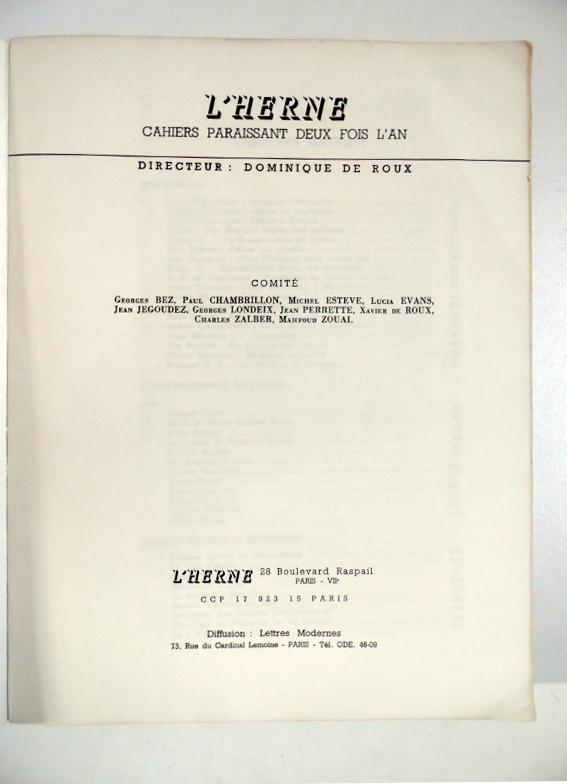 L'HERNE
CAHIERS PARAISSANT DEUX FOIS L'AN
DIRECTEUR : DOMINIQUE DE ROUX
COMITÉ
Georges BEZ, Paul CHAMBRILLON, Michel ESTEVE, Lucia EVANS,
Jean JEGOUDEZ, Georges LONDEIX, Jean PERRETTE, Xavier de ROUX,
Charles ZALBER, Mahfoud ZOUAI.
L'HERNE 28 Boulevard Raspail
PARIS - VIIe
CCP 17 923 15 PARIS
Diffusion : Lettres Modernes
73, Rue du Cardinal Lemoine - PARIS - Tél. ODE. 46-09